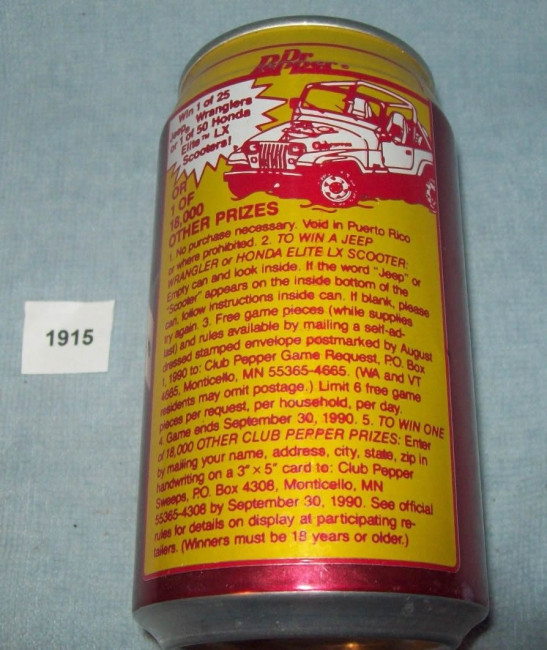 Dr Pepper
Win 1 of 25
Jeep® Wranglers
or 1 of 50 Honda
Elite™ LX
Scooters!
OR
1 OF
18,000
OTHER PRIZES
1. No purchase necessary. Void in Puerto Rico
or where prohibited. 2. TO WIN A JEEP
WRANGLER or HONDA ELITE LX SCOOTER:
Empty can and look inside. If the word "Jeep" or
"Scooter" appears on the inside bottom of the
can, follow instructions inside can. If blank, please
try again. 3. Free game pieces (while supplies
last) and rules available by mailing a self-ad-
dressed stamped envelope postmarked by August
1, 1990 to: Club Pepper Game Request, P.O. Box
4665, Monticello, MN 55365-4665. (WA and VT
residents may omit postage.) Limit 6 free game
pieces per request, per household, per day.
4. Game ends September 30, 1990. 5. TO WIN ONE
of 18,000 OTHER CLUB PEPPER PRIZES: Enter
by mailing your name, address, city, state, zip in
handwriting on a 3" × 5" card to: Club Pepper
Sweeps, P.O. Box 4308, Monticello, MN
55365-4308 by September 30, 1990. See official
rules for details on display at participating re-
tailers. (Winners must be 18 years or older.)
1915